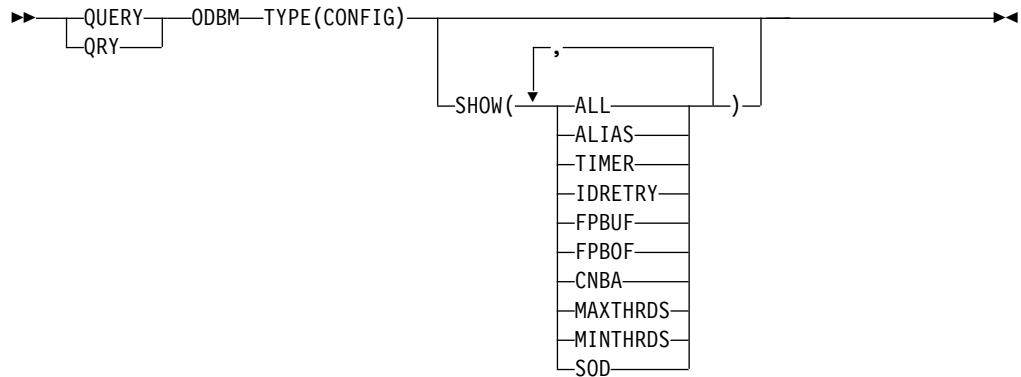 QUERY ODBM TYPE(CONFIG)
QRY
,
SHOW( ALL )
ALIAS
TIMER
IDRETRY
FPBUF
FPBOF
CNBA
MAXTHRDS
MINTHRDS
SOD